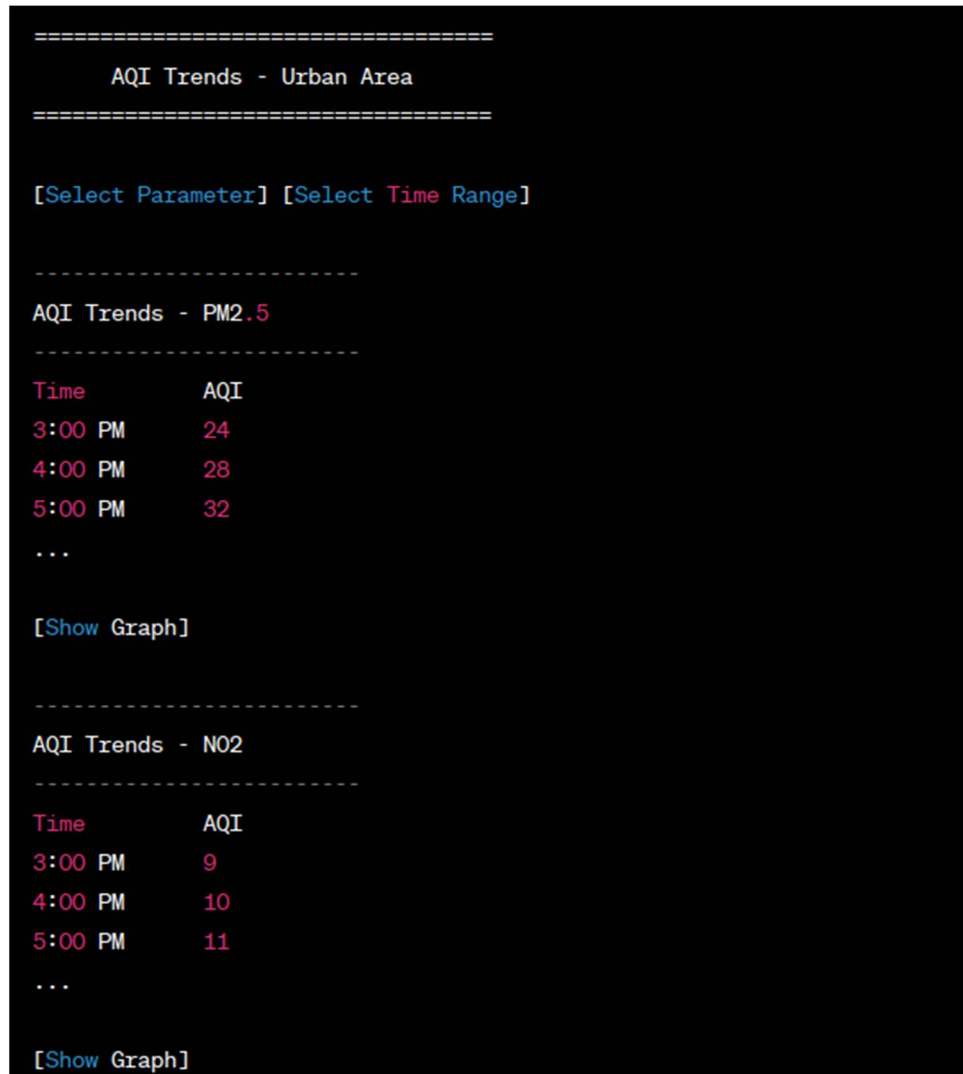 ===================================
AQI Trends - Urban Area
===================================
[Select Parameter] [Select Time Range]
-------------------------
AQI Trends - PM2.5
-------------------------
Time AQI
3:00 PM 24
4:00 PM 28
5:00 PM 32
...
[Show Graph]
-------------------------
AQI Trends - NO2
-------------------------
Time AQI
3:00 PM 9
4:00 PM 10
5:00 PM 11
...
[Show Graph]